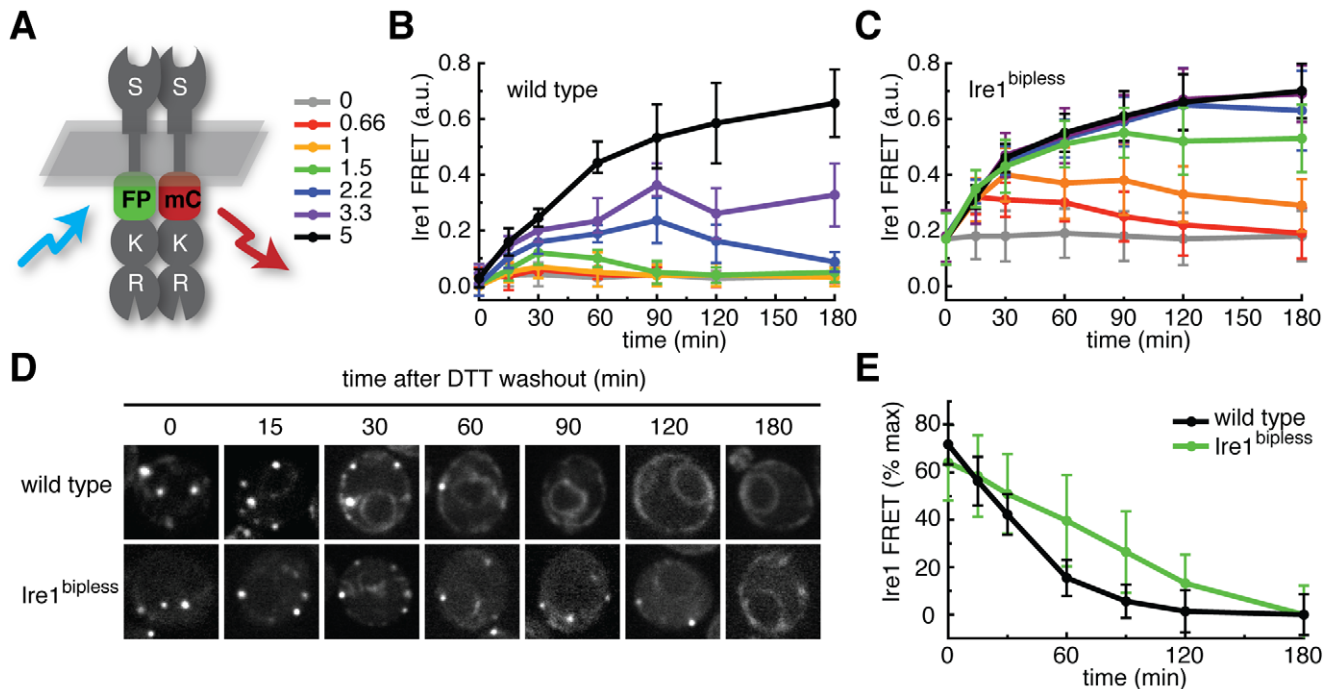 A
S S
FP mC
K K
R R
0
0.66
1
1.5
2.2
3.3
5
B
wild type
Ire1 FRET (a.u.)
0.8
0.6
0.4
0.2
0.0
0 30 60 90 120 150 180
time (min)
C
Ire1bipless
Ire1 FRET (a.u.)
0.8
0.6
0.4
0.2
0.0
0 30 60 90 120 150 180
time (min)
D
time after DTT washout (min)
0 15 30 60 90 120 180
wild type
Ire1bipless
E
wild type
Ire1bipless
Ire1 FRET (% max)
80
60
40
20
0
0 60 120 180
time (min)